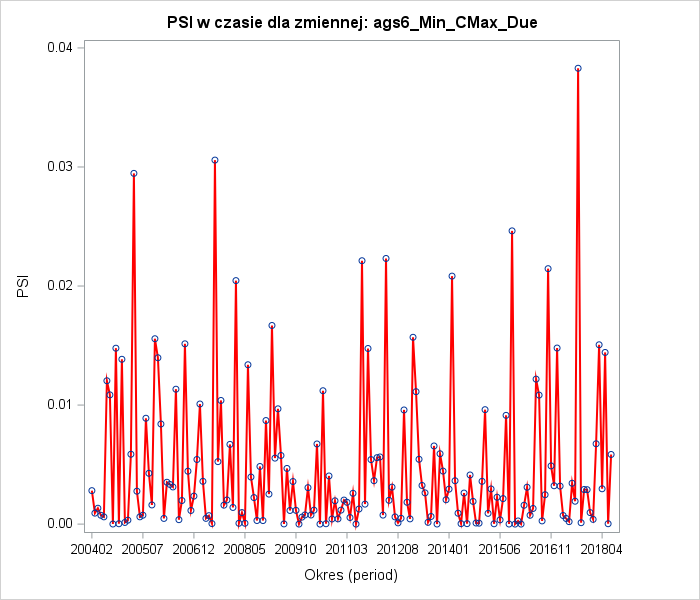 PSI w czasie dla zmiennej: ags6_Min_CMax_Due
0.04
0.03
0.02
0.01
0.00
PSI
200402 200507 200612 200805 200910 201103 201208 201401 201506 201611 201804
Okres (period)